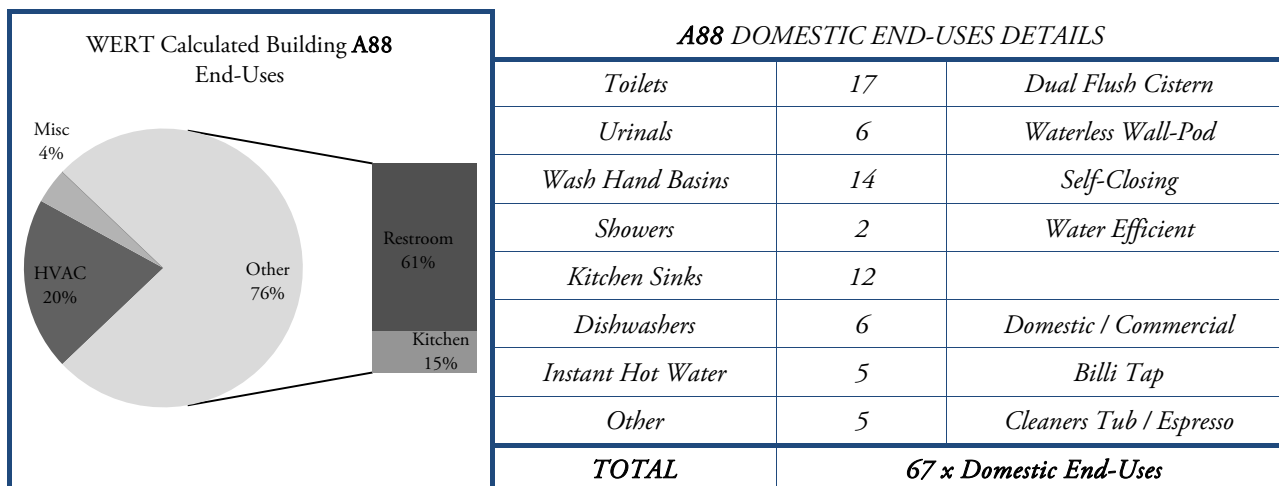 WERT Calculated Building A88
End-Uses
Misc
4%
HVAC
20%
Other
76%
Restroom
61%
Kitchen
15%
A88 DOMESTIC END-USES DETAILS
Toilets 17 Dual Flush Cistern
Urinals 6 Waterless Wall-Pod
Wash Hand Basins 14 Self-Closing
Showers 2 Water Efficient
Kitchen Sinks 12
Dishwashers 6 Domestic / Commercial
Instant Hot Water 5 Billi Tap
Other 5 Cleaners Tub / Espresso
TOTAL 67 x Domestic End-Uses